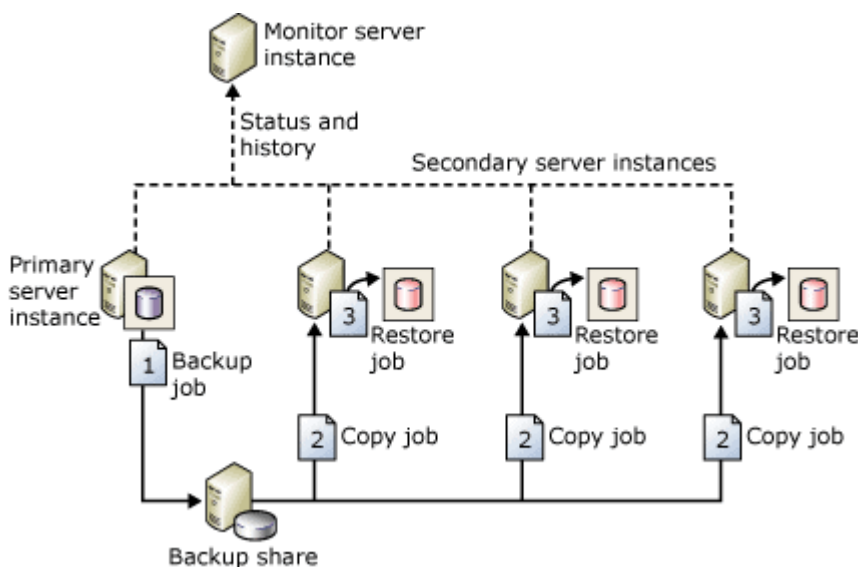 Monitor server
instance
Status and
history
Secondary server instances
Primary
server
instance
1
Backup
job
3
Restore
job
3
Restore
job
3
Restore
job
2
Copy job
2
Copy job
2
Copy job
Backup share